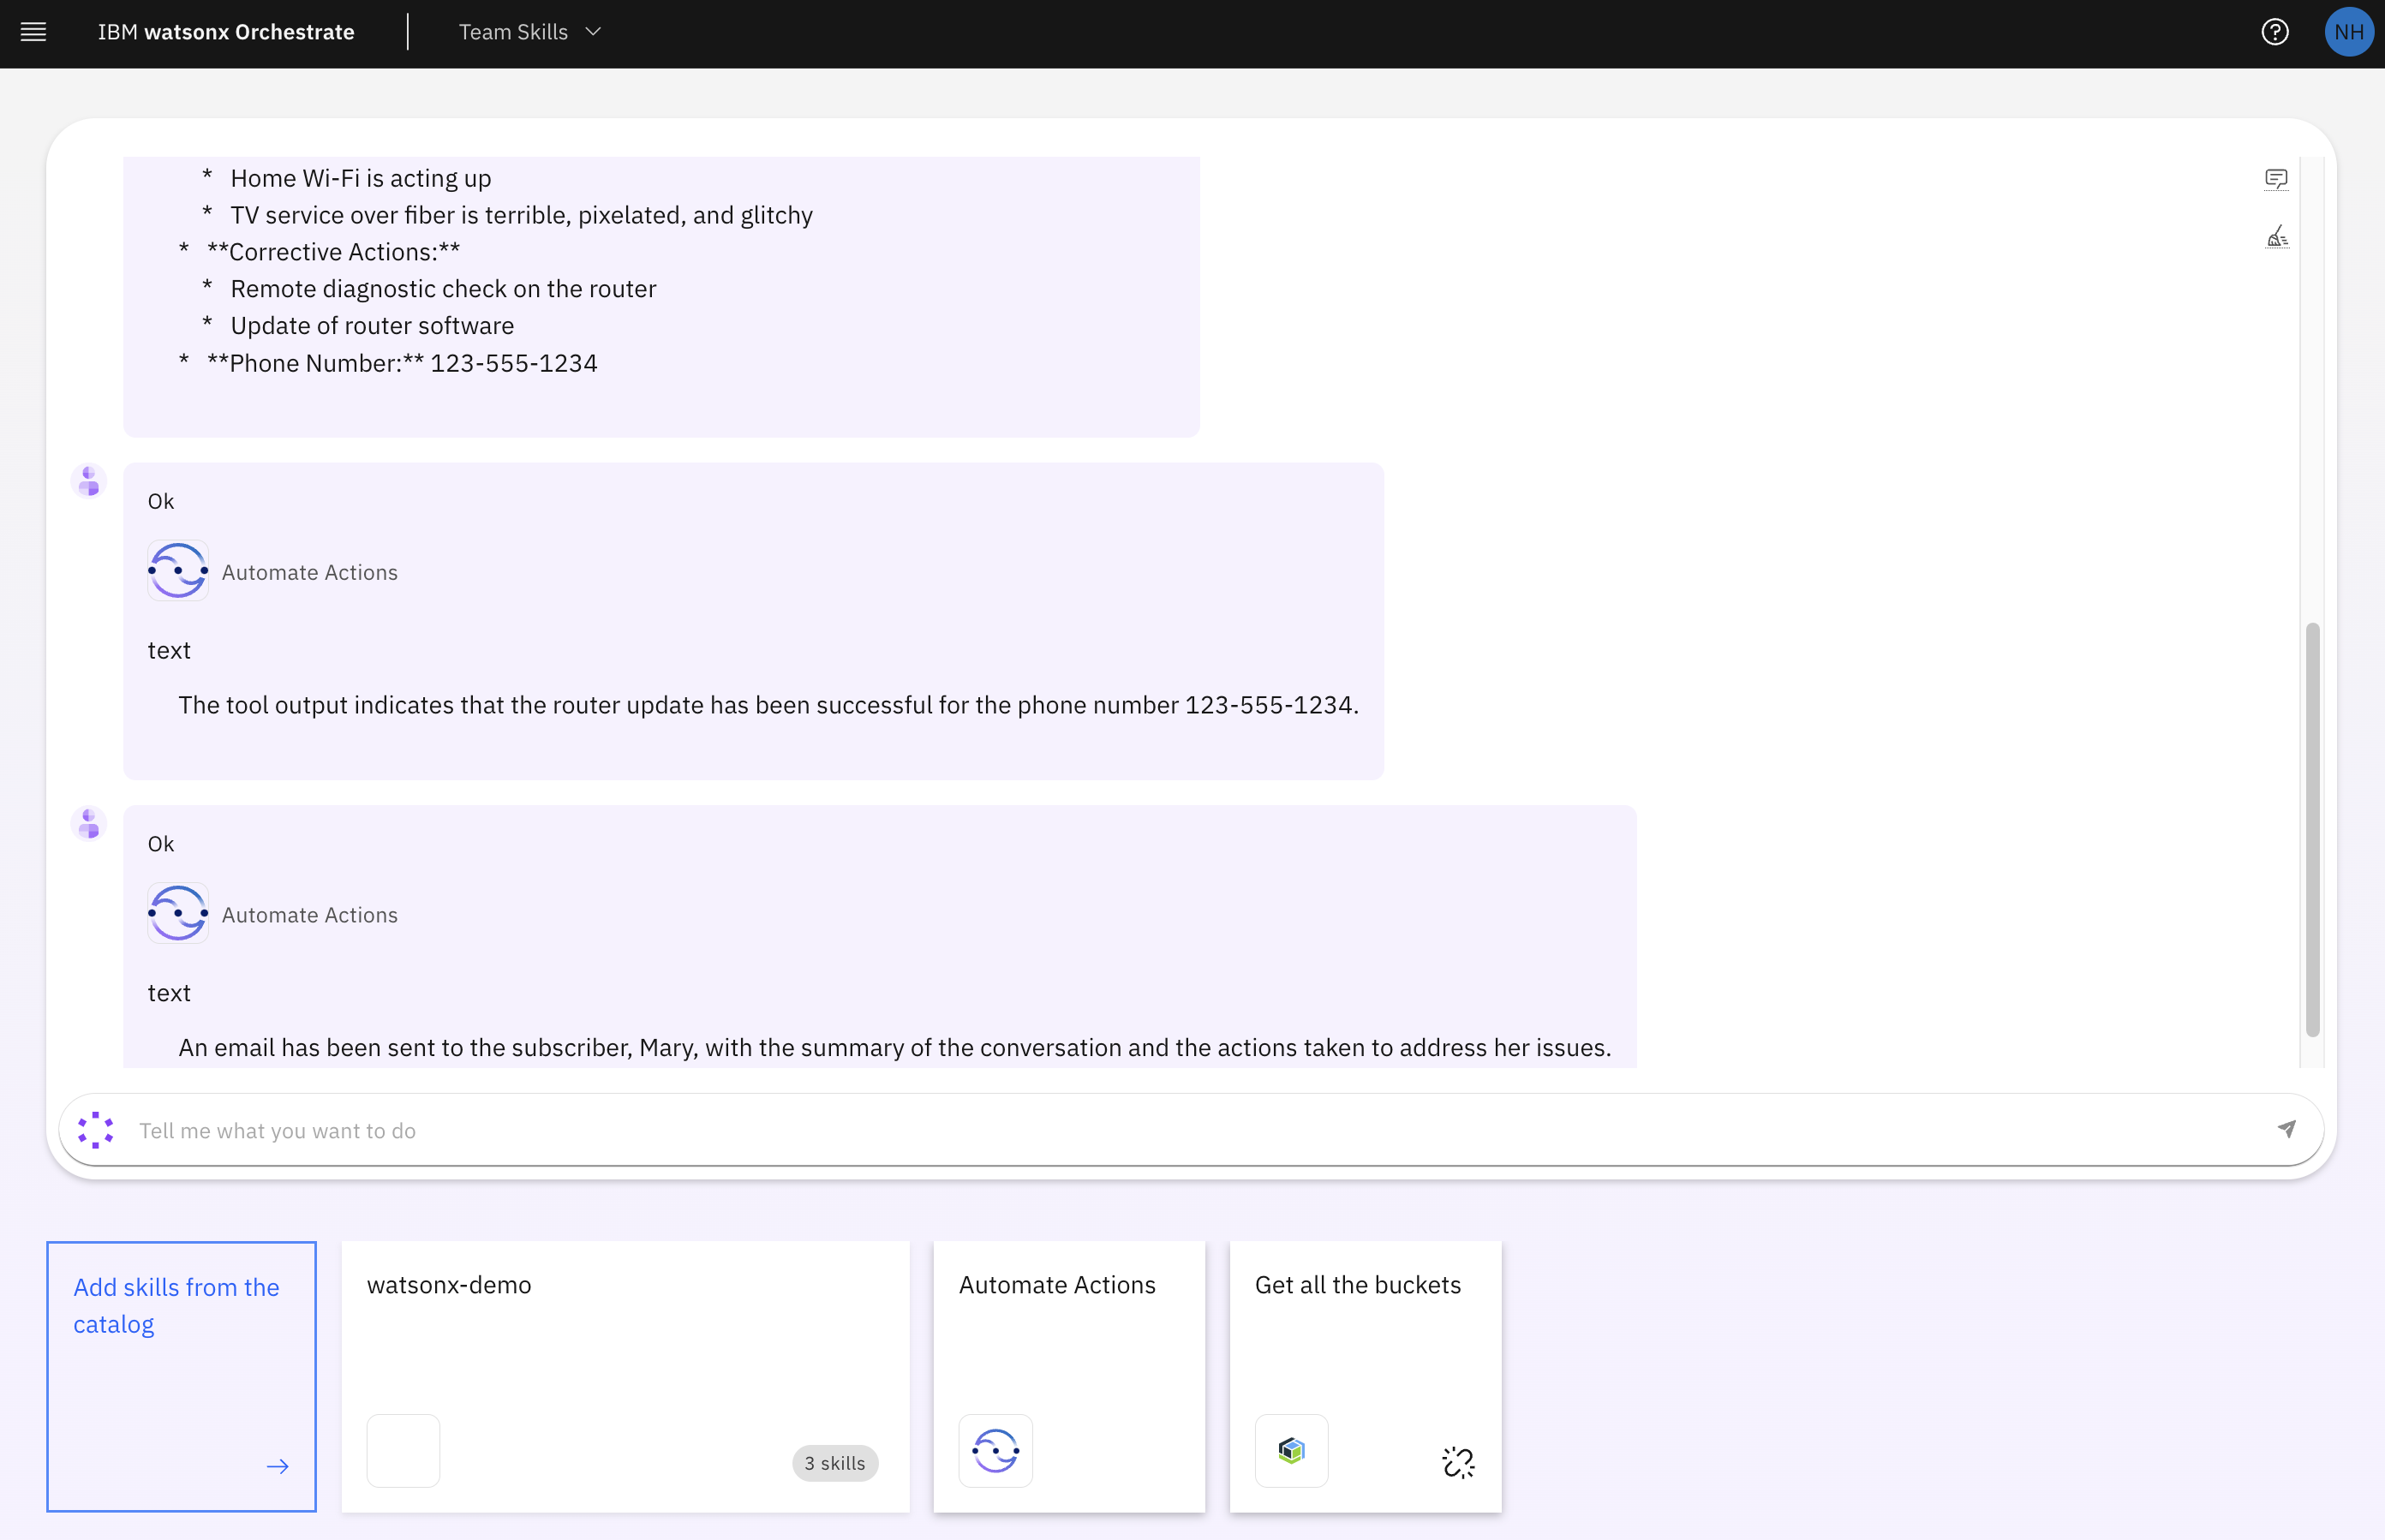 IBM watsonx Orchestrate
Team Skills
NH
* Home Wi-Fi is acting up
* TV service over fiber is terrible, pixelated, and glitchy
* **Corrective Actions:**
* Remote diagnostic check on the router
* Update of router software
* **Phone Number:** 123-555-1234
Ok
Automate Actions
text
The tool output indicates that the router update has been successful for the phone number 123-555-1234.
Ok
Automate Actions
text
An email has been sent to the subscriber, Mary, with the summary of the conversation and the actions taken to address her issues.
Tell me what you want to do
Add skills from the
catalog
watsonx-demo
3 skills
Automate Actions
Get all the buckets